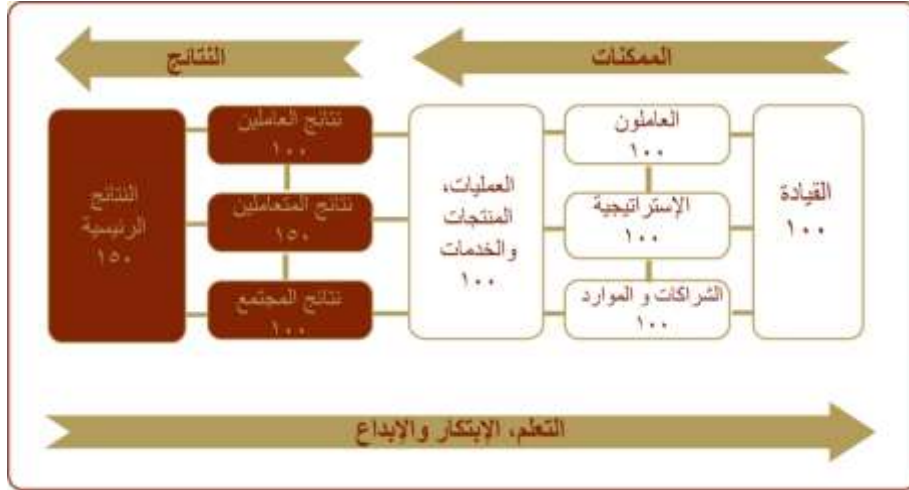 الممكنات
النتائج
القيادة
١٠٠
العاملون
١٠٠
الإستراتيجية
١٠٠
الشراكات و الموارد
١٠٠
العمليات،
المنتجات
والخدمات
١٠٠
نتائج العاملين
١٠٠
نتائج المتعاملين
١٥٠
نتائج المجتمع
١٠٠
النتائج
الرئيسية
١٥٠
التعلم، الإبتكار والإبداع